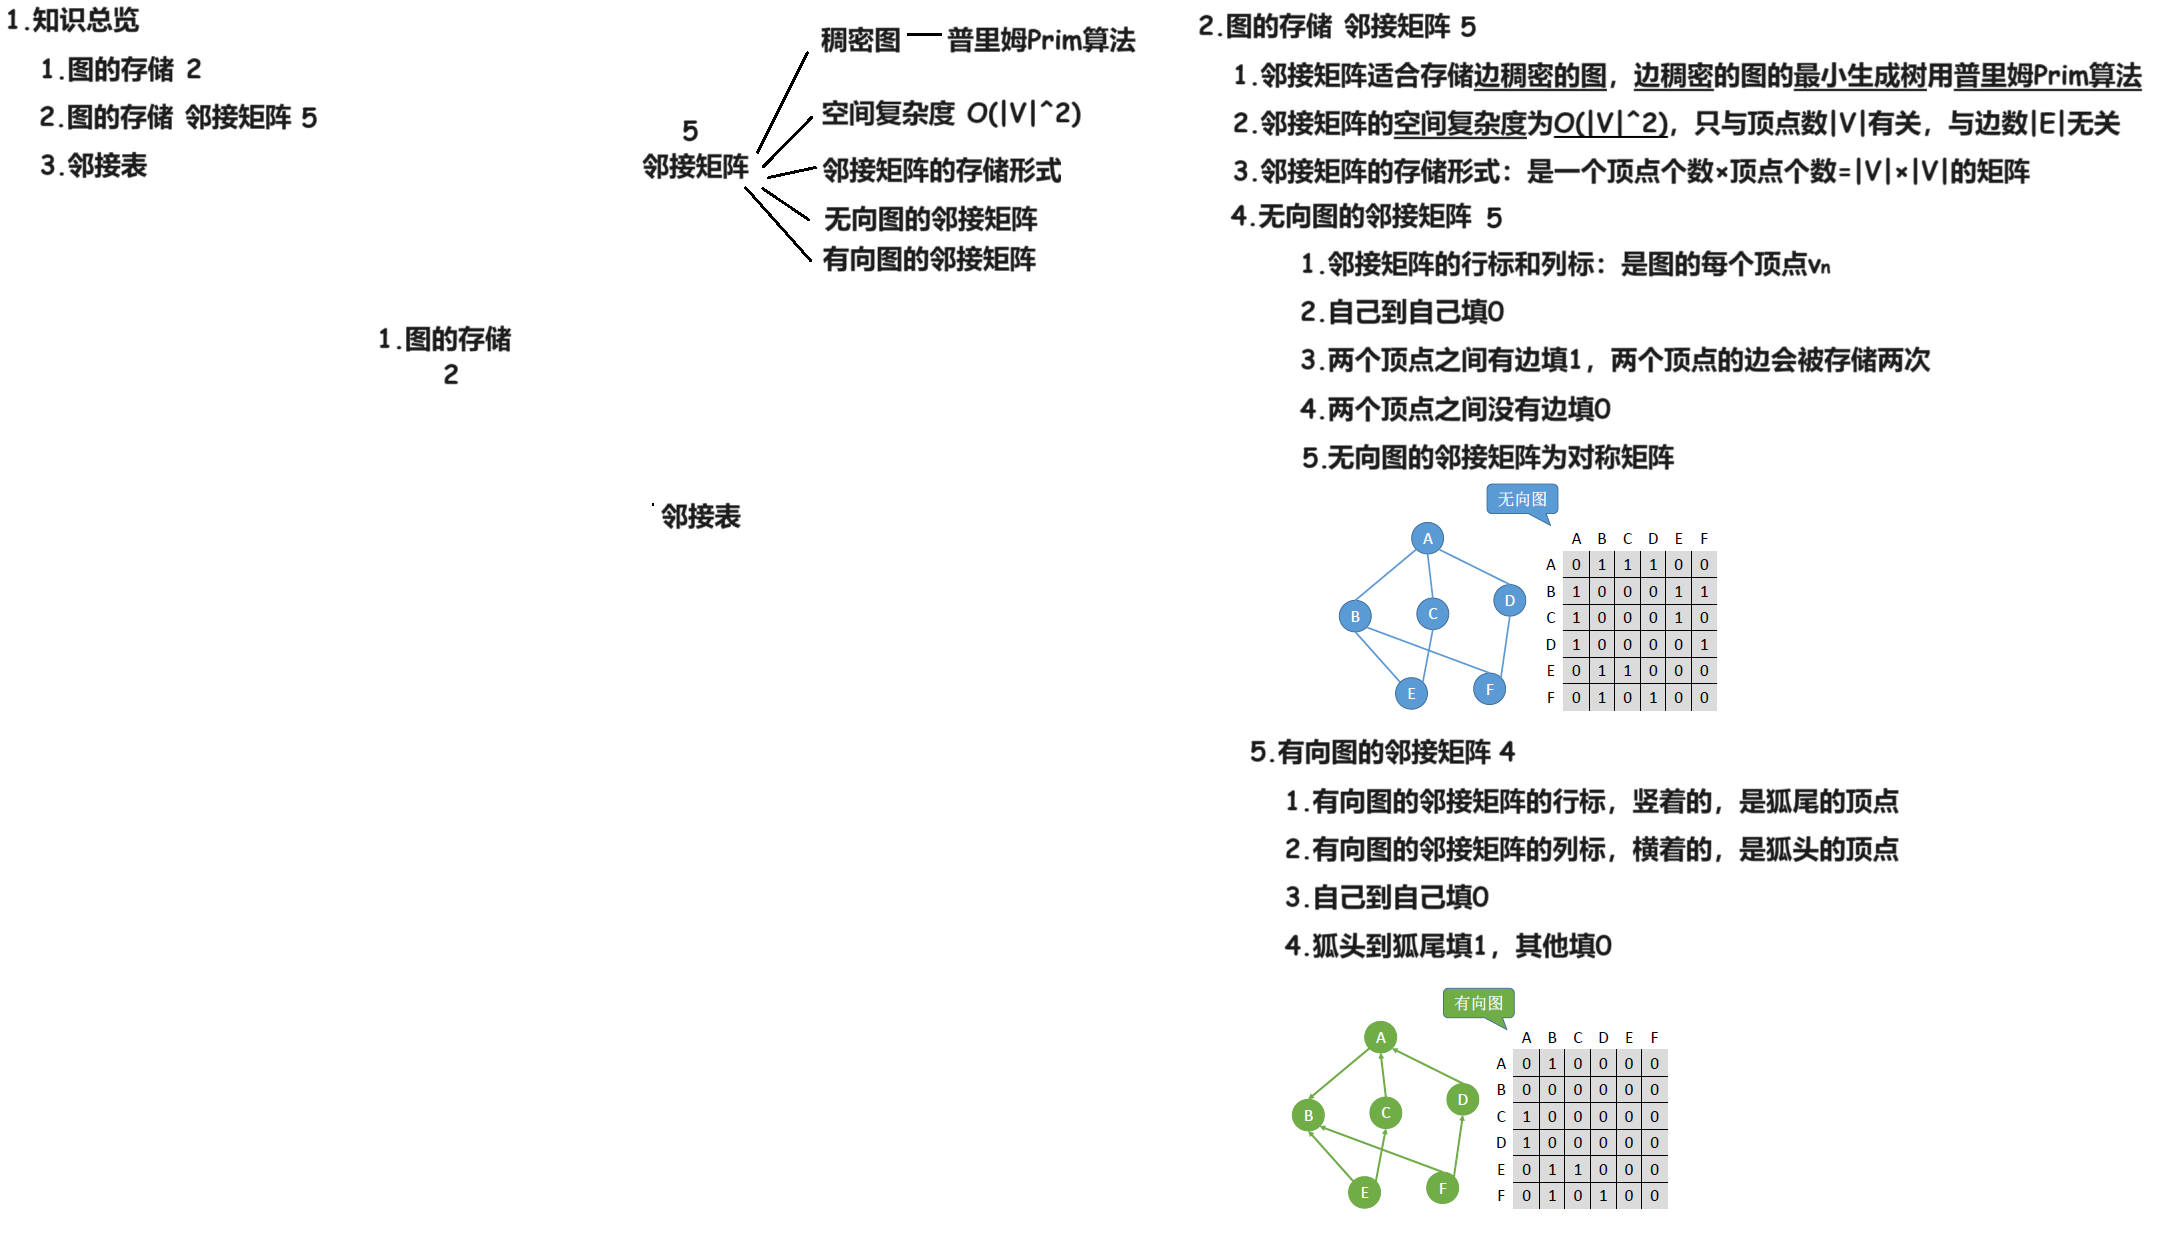 1.知识总览
1.图的存储 2
2.图的存储 邻接矩阵 5
3.邻接表
1.图的存储
2
5
邻接矩阵
稠密图 普里姆Prim算法
空间复杂度 O(|V|^2)
邻接矩阵的存储形式
无向图的邻接矩阵
有向图的邻接矩阵
邻接表
2.图的存储 邻接矩阵 5
1.邻接矩阵适合存储边稠密的图，边稠密的图的最小生成树用普里姆Prim算法
2.邻接矩阵的空间复杂度为O(|V|^2)，只与顶点数|V|有关，与边数|E|无关
3.邻接矩阵的存储形式：是一个顶点个数×顶点个数=|V|×|V|的矩阵
4.无向图的邻接矩阵 5
1.邻接矩阵的行标和列标：是图的每个顶点vn
2.自己到自己填0
3.两个顶点之间有边填1，两个顶点的边会被存储两次
4.两个顶点之间没有边填0
5.无向图的邻接矩阵为对称矩阵
无向图
A
B
C
D
E
F
A B C D E F
A 0 1 1 1 0 0
B 1 0 0 0 1 1
C 1 0 0 0 1 0
D 1 0 0 0 0 1
E 0 1 1 0 0 0
F 0 1 0 1 0 0
5.有向图的邻接矩阵 4
1.有向图的邻接矩阵的行标，竖着的，是狐尾的顶点
2.有向图的邻接矩阵的列标，横着的，是狐头的顶点
3.自己到自己填0
4.狐头到狐尾填1，其他填0
有向图
A
B
C
D
E
F
A B C D E F
A 0 1 0 0 0 0
B 0 0 0 0 0 0
C 1 0 0 0 0 0
D 1 0 0 0 0 0
E 0 1 1 0 0 0
F 0 1 0 1 0 0